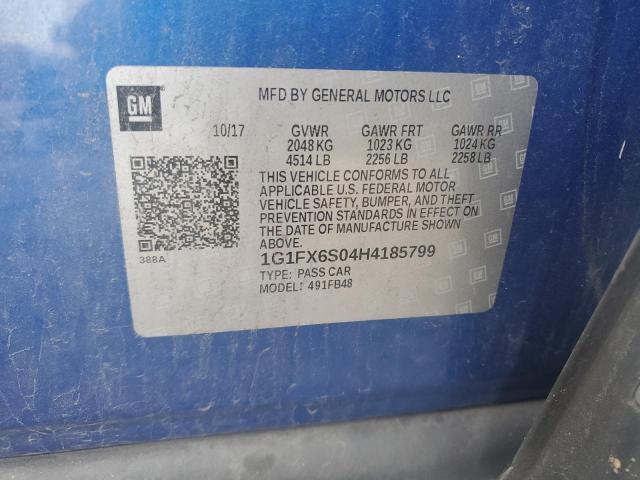 GM
MFD BY GENERAL MOTORS LLC
10/17 GVWR GAWR FRT GAWR RR
2048 KG 1023 KG 1024 KG
4514 LB 2256 LB 2258 LB
THIS VEHICLE CONFORMS TO ALL
APPLICABLE U.S. FEDERAL MOTOR
VEHICLE SAFETY, BUMPER, AND THEFT
PREVENTION STANDARDS IN EFFECT ON
THE DATE OF MANUFACTURE SHOWN
ABOVE.
388A
1G1FX6S04H4185799
TYPE: PASS CAR
MODEL: 491FB48